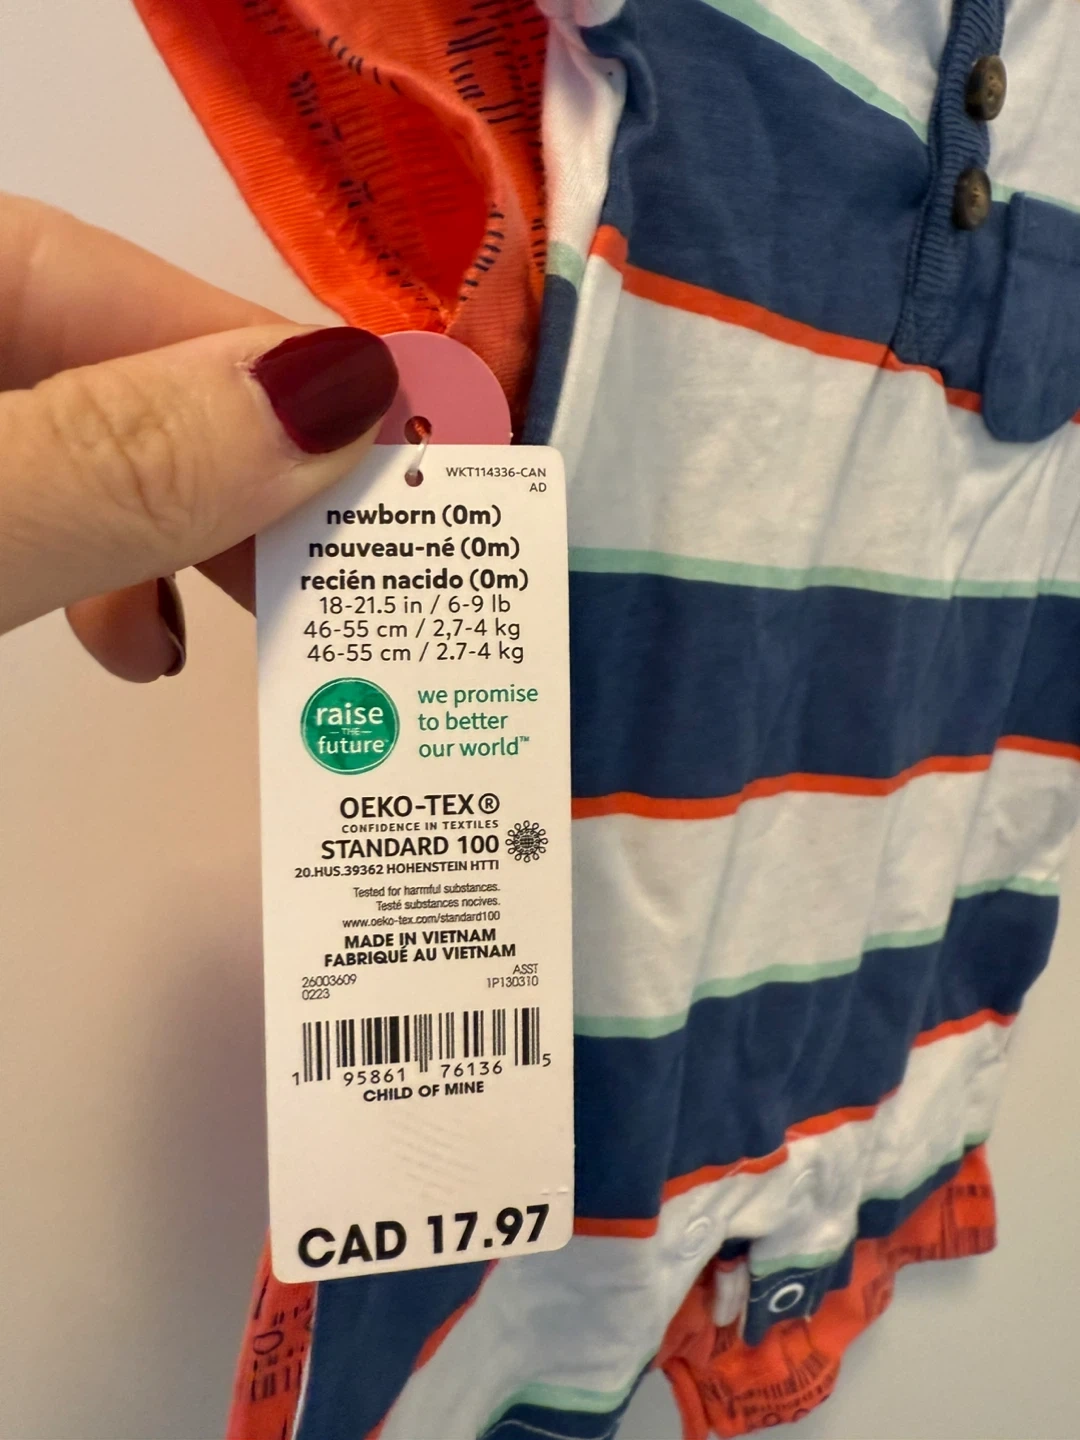 WKT114336-CAN
AD
newborn (0m)
nouveau-né (0m)
recién nacido (0m)
18-21.5 in / 6-9 lb
46-55 cm / 2,7-4 kg
46-55 cm / 2.7-4 kg
raise
THE
future™
we promise
to better
our world™
OEKO-TEX®
CONFIDENCE IN TEXTILES
STANDARD 100
20.HUS.39362 HOHENSTEIN HTTI
Tested for harmful substances.
Testé substances nocives.
www.oeko-tex.com/standard100
MADE IN VIETNAM
FABRIQUÉ AU VIETNAM
26003609
0223
ASST
1P130310
1 95861 76136 5
CHILD OF MINE
CAD 17.97